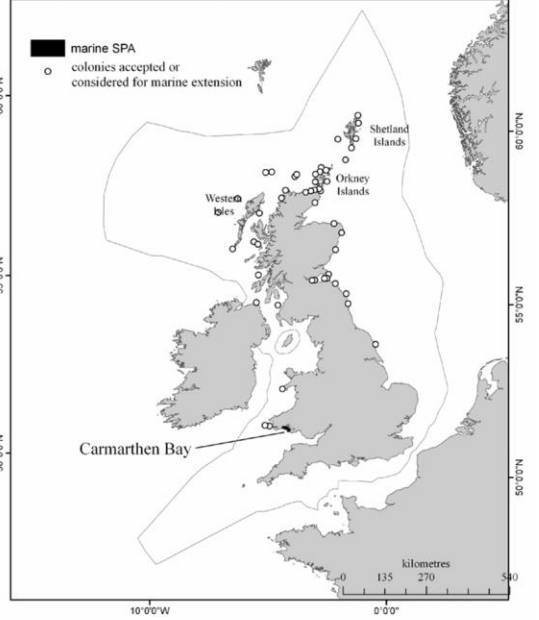 marine SPA
colonies accepted or
considered for marine extension
60°0'0"N
Shetland
Islands
Orkney
Islands
Western
Isles
55°0'0"N
Carmarthen Bay
50°0'0"N
kilometres
0 135 270 540
10°0'0"W 0°0'0"